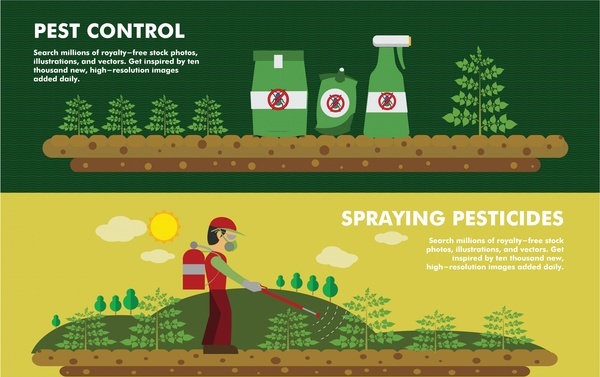 PEST CONTROL
Search millions of royalty–free stock photos,
illustrations, and vectors. Get inspired by ten
thousand new, high–resolution images
added daily.
SPRAYING PESTICIDES
Search millions of royalty–free stock
photos, illustrations, and vectors. Get
inspired by ten thousand new,
high–resolution images added daily.